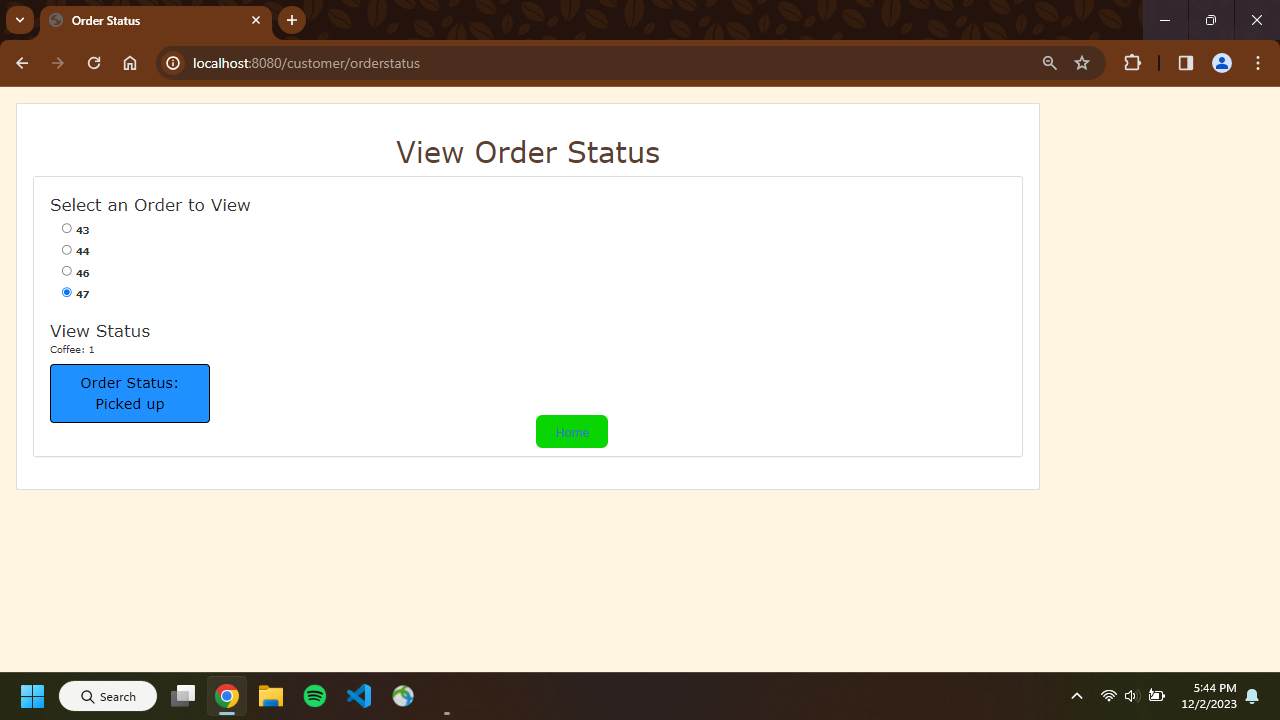 Order Status
localhost:8080/customer/orderstatus
View Order Status
Select an Order to View
43
44
46
47
View Status
Coffee: 1
Order Status:
Picked up
Home
Search
5:44 PM
12/2/2023